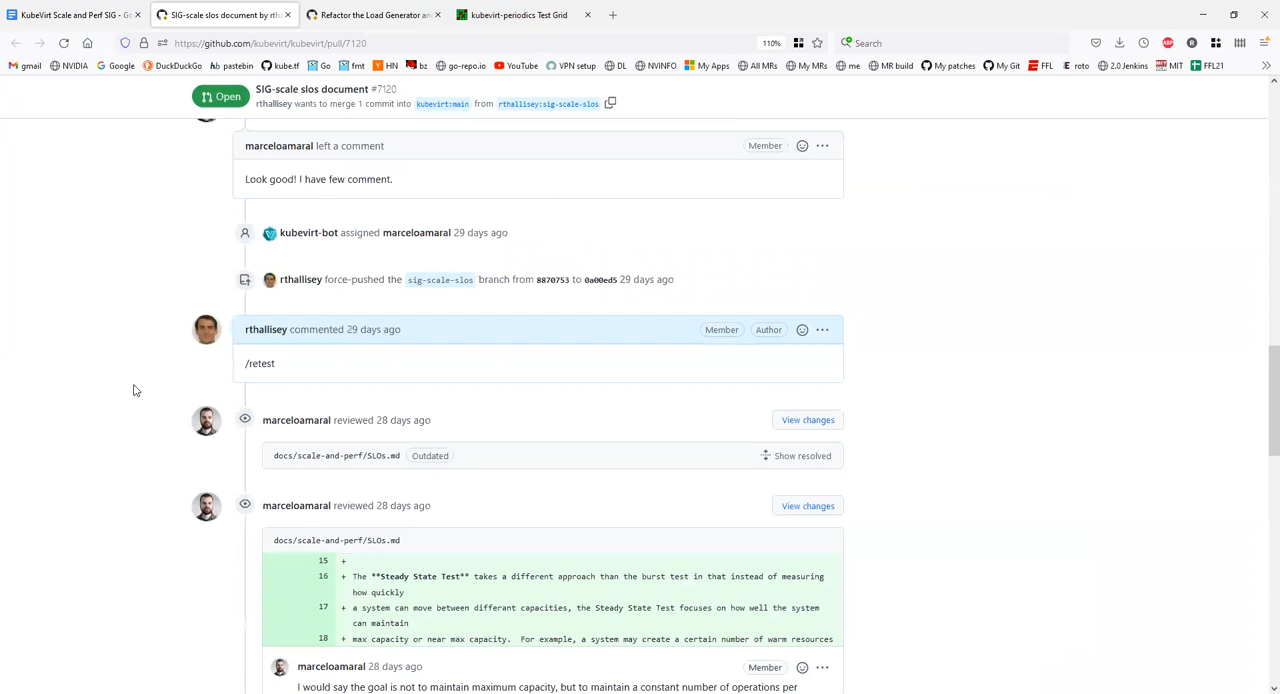 KubeVirt Scale and Perf SIG - G
SIG-scale slos document by rth
Refactor the Load Generator an
kubevirt-periodics Test Grid
https://github.com/kubevirt/kubevirt/pull/7120
110%
Search
gmail NVIDIA Google DuckDuckGo pastebin kube.tf Go fmt HN go-repo.io YouTube VPN setup DL NVINFO My Apps All MRs My MRs me MR build My patches My Git FFL roto 2.0 Jenkins MIT FFL21
Open
SIG-scale slos document #7120
rthallisey wants to merge 1 commit into kubevirt:main from rthallisey:sig-scale-slos
marceloamaral left a comment
Member
Look good! I have few comment.
kubevirt-bot assigned marceloamaral 29 days ago
rthallisey force-pushed the sig-scale-slos branch from 8870753 to 0a00ed5 29 days ago
rthallisey commented 29 days ago
Member Author
/retest
marceloamaral reviewed 28 days ago
View changes
docs/scale-and-perf/SLOs.md Outdated
Show resolved
marceloamaral reviewed 28 days ago
View changes
docs/scale-and-perf/SLOs.md
15 +
16 + The **Steady State Test** takes a different approach than the burst test in that instead of measuring
how quickly
17 + a system can move between different capacities, the Steady State Test focuses on how well the system
can maintain
18 + max capacity or near max capacity. For example, a system may create a certain number of warm resources
marceloamaral 28 days ago
Member
I would say the goal is not to maintain maximum capacity, but to maintain a constant number of operations per